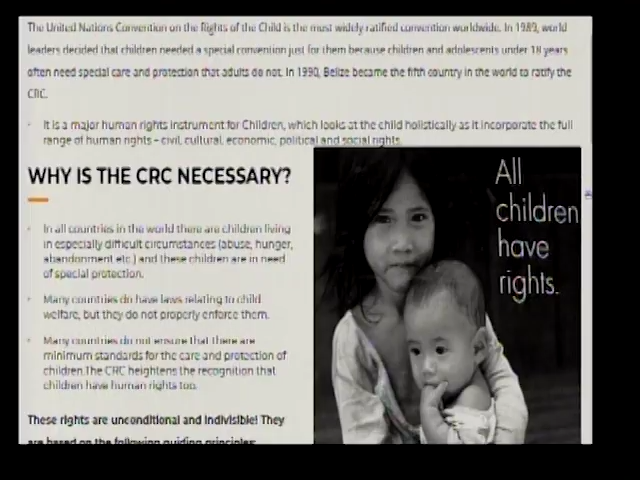 The United Nations Convention on the Rights of the Child is the most widely ratified convention worldwide. In 1989, world
leaders decided that children needed a special convention just for them because children and adolescents under 18 years
often need special care and protection that adults do not. In 1990, Belize became the fifth country in the world to ratify the
CRC.
It is a major human rights instrument for Children, which looks at the child holistically as it incorporate the full
range of human rights – civil, cultural, economic, political and social rights.
WHY IS THE CRC NECESSARY?
In all countries in the world there are children living
in especially difficult circumstances (abuse, hunger,
abandonment etc.) and these children are in need
of special protection.
Many countries do have laws relating to child
welfare, but they do not properly enforce them.
Many countries do not ensure that there are
minimum standards for the care and protection of
children.The CRC heightens the recognition that
children have human rights too.
These rights are unconditional and indivisible! They
are based on the following guiding principles:
All
children
have
rights.